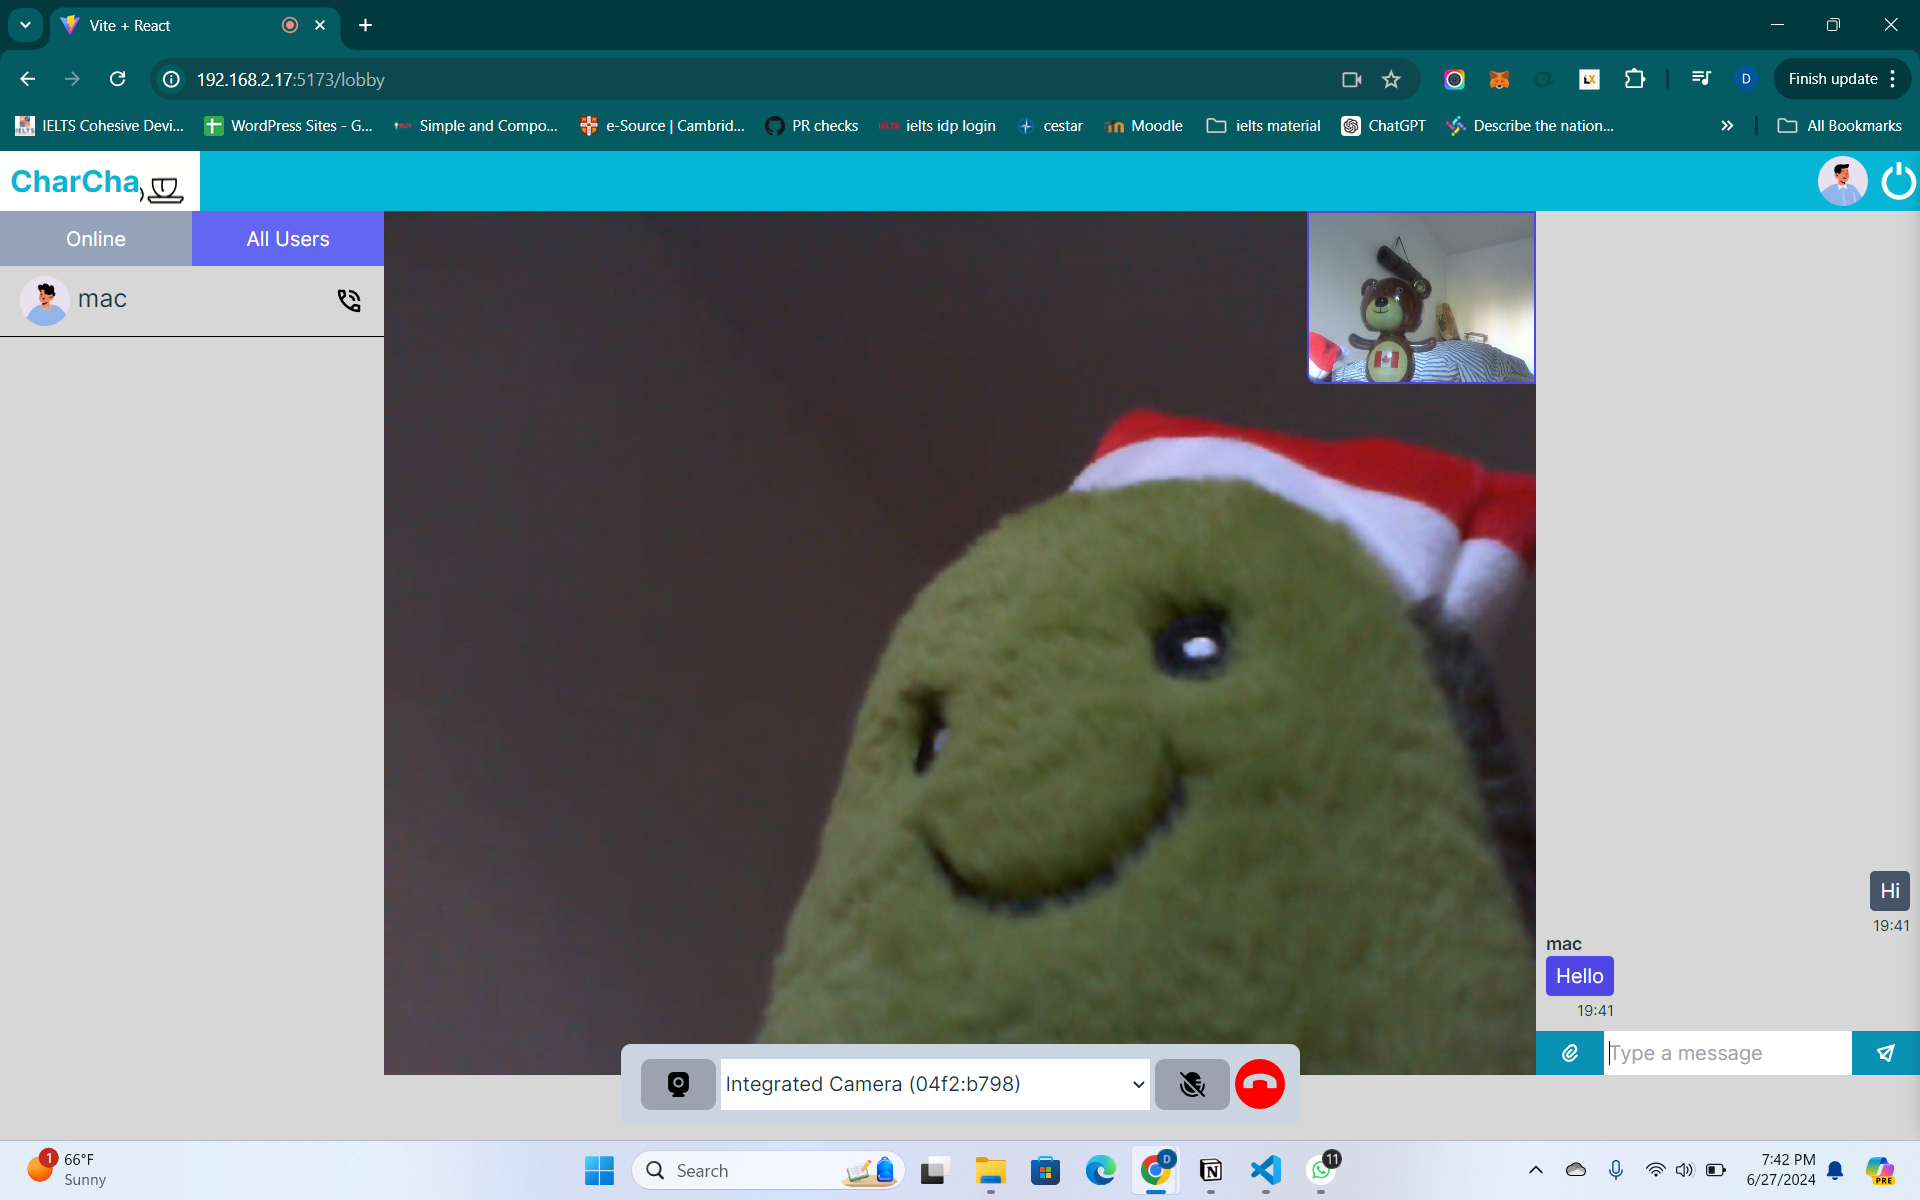 Vite + React
192.168.2.17:5173/lobby
D
Finish update
IELTS Cohesive Devi...
WordPress Sites - G...
Simple and Compo...
e-Source | Cambrid...
PR checks
ielts idp login
cestar
Moodle
ielts material
ChatGPT
Describe the nation...
All Bookmarks
CharCha
Online
All Users
mac
Hi
19:41
mac
Hello
19:41
Type a message
Integrated Camera (04f2:b798)
1
66°F
Sunny
Search
D
11
7:42 PM
6/27/2024
PRE